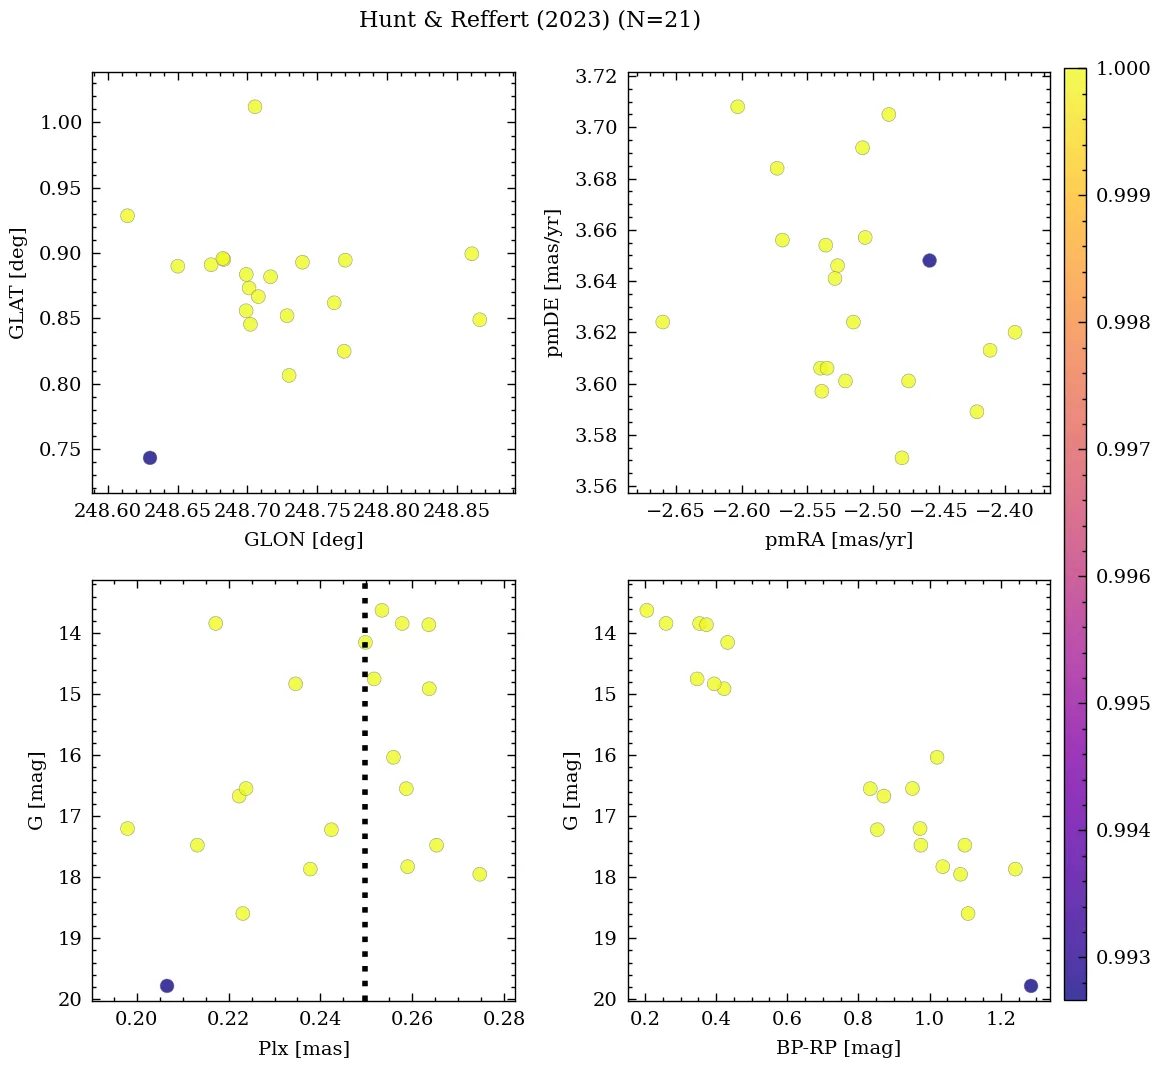 Hunt & Reffert (2023) (N=21)
1.00
0.95
0.90
0.85
0.80
0.75
GLAT [deg]
248.60 248.65 248.70 248.75 248.80 248.85
GLON [deg]
3.72
3.70
3.68
3.66
3.64
3.62
3.60
3.58
3.56
pmDE [mas/yr]
−2.65 −2.60 −2.55 −2.50 −2.45 −2.40
pmRA [mas/yr]
1.000
0.999
0.998
0.997
0.996
0.995
0.994
0.993
14
15
16
17
18
19
20
G [mag]
0.20 0.22 0.24 0.26 0.28
Plx [mas]
14
15
16
17
18
19
20
G [mag]
0.2 0.4 0.6 0.8 1.0 1.2
BP-RP [mag]